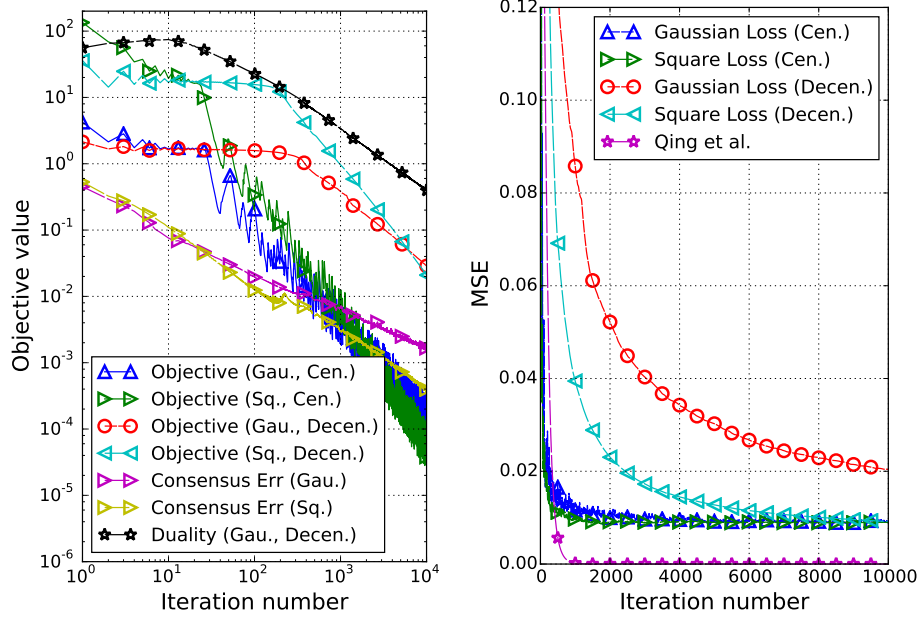 10^2
10^1
10^0
10^-1
10^-2
10^-3
10^-4
10^-5
10^-6
Objective value
Objective (Gau., Cen.)
Objective (Sq., Cen.)
Objective (Gau., Decen.)
Objective (Sq., Decen.)
Consensus Err (Gau.)
Consensus Err (Sq.)
Duality (Gau., Decen.)
10^0 10^1 10^2 10^3 10^4
Iteration number
0.12
0.10
0.08
0.06
0.04
0.02
0.00
MSE
Gaussian Loss (Cen.)
Square Loss (Cen.)
Gaussian Loss (Decen.)
Square Loss (Decen.)
Qing et al.
0 2000 4000 6000 8000 10000
Iteration number